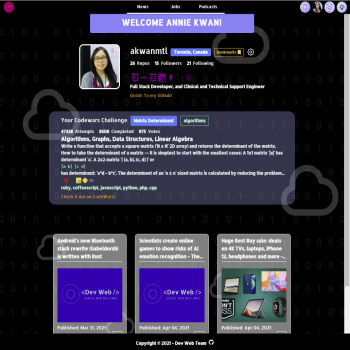 News Jobs Podcasts
WELCOME ANNIE KWAN!
akwanmtl Toronto, Canada Bookmarks
26 Repos 15 Followers 21 Following
Full Stack Developer, and Clinical and Technical Support Engineer
Quick! To my Github!
Your Codewars Challenge Matrix Determinant algorithms
47438 Attempts 8509 Completed 975 Votes
Algorithms, Graphs, Data Structures, Linear Algebra
Write a function that accepts a square matrix (N x N 2D array) and returns the determinant of the matrix.
How to take the determinant of a matrix -- it is simplest to start with the smallest cases: A 1x1 matrix |a| has
determinant `a`. A 2x2 matrix `[ [a, b], [c, d] ]` or
|a b| |c d|
has determinant: `a*d - b*c`. The determinant of an `n x n` sized matrix is calculated by reducing the problem...
ruby, coffeescript, javascript, python, php, cpp
Check it out on CodeWars!
Android's new Bluetooth
stack rewrite (Gabeldorsh)
is written with Rust
<Dev Web />
Published: Mar 31, 2021
Scientists create online
games to show risks of AI
emotion recognition - The...
<Dev Web />
Published: Apr 04, 2021
Huge Best Buy sale: deals
on 4K TVs, laptops, iPhone
12, headphones and more -...
Published: Apr 04, 2021
Copyright © 2021 - Dev Web Team